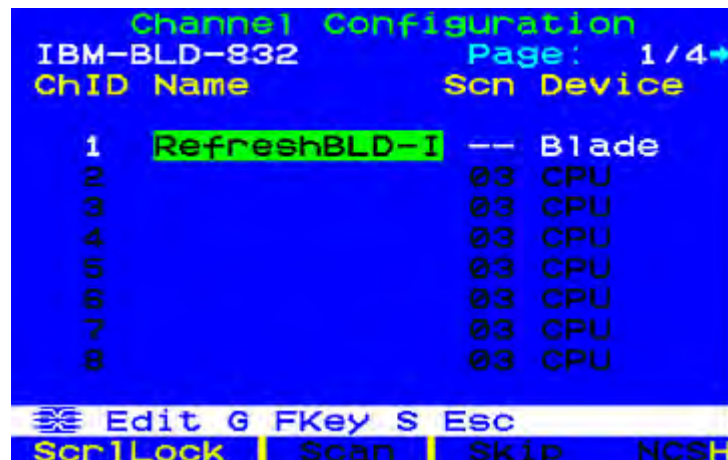 Channel Configuration
IBM-BLD-832 Page: 1/4
ChID Name Scn Device
1 RefreshBLD-I -- Blade
2 03 CPU
3 03 CPU
4 03 CPU
5 03 CPU
6 03 CPU
7 03 CPU
8 03 CPU
Edit G FKey S Esc
ScrlLock Scan Skip NCSH